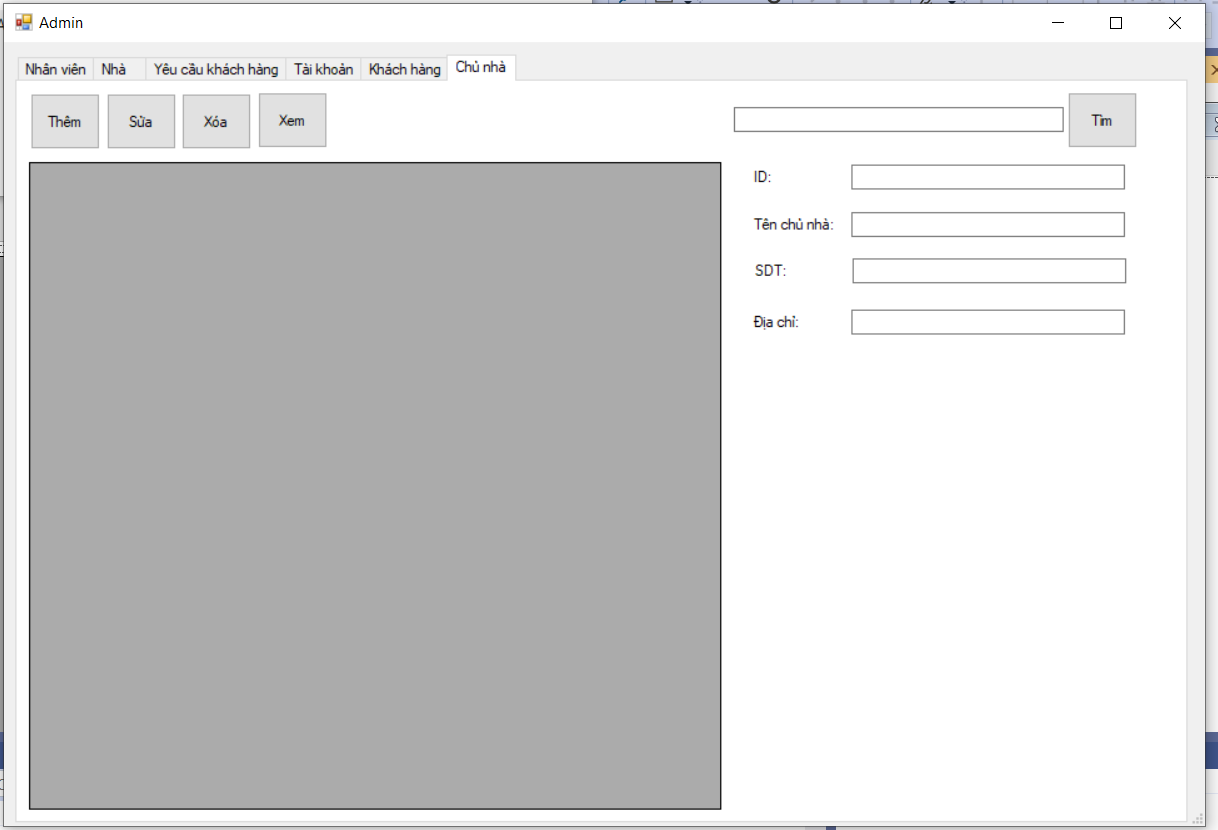 Admin
Nhân viên Nhà Yêu cầu khách hàng Tài khoản Khách hàng Chủ nhà
Thêm Sửa Xóa Xem Tìm
ID:
Tên chủ nhà:
SDT:
Địa chỉ: